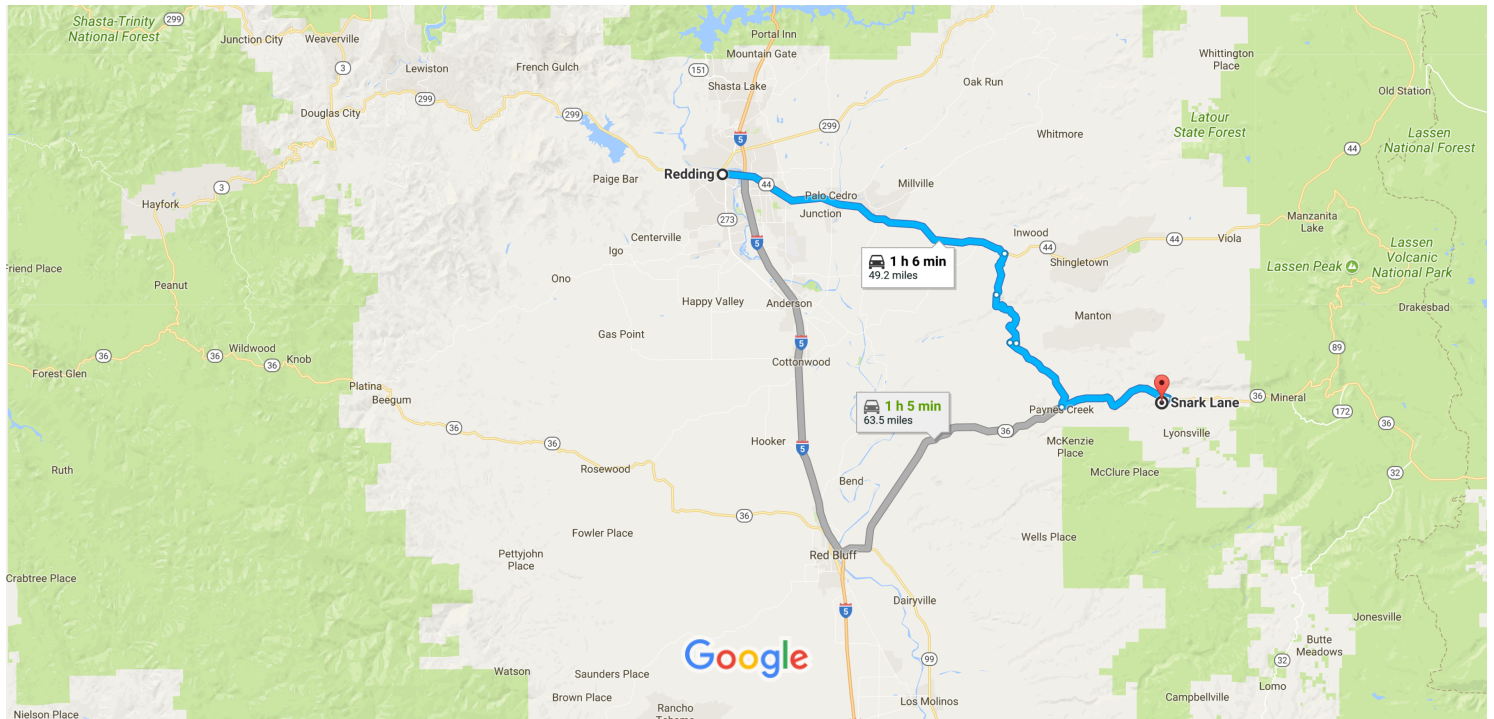 Shasta-Trinity
National Forest
299
Junction City
Weaverville
3
Lewiston
French Gulch
299
Douglas City
299
151
Shasta Lake
Portal Inn
Mountain Gate
5
Oak Run
299
Whitmore
Whittington
Place
Old Station
44
Latour
State Forest
Lassen
National Forest
Redding
Paige Bar
44
Palo Cedro
Junction
Millville
3
Hayfork
273
Centerville
Igo
5
Inwood
44
44
Viola
Manzanita
Lake
Shingletown
Lassen Peak
Lassen
Volcanic
National Park
1 h 6 min
49.2 miles
Friend Place
Peanut
Ono
Happy Valley
Anderson
Drakesbad
Gas Point
Manton
5
Cottonwood
36
36
Wildwood
36
Knob
Forest Glen
Platina
Beegum
89
Snark Lane
36
Mineral
172
36
1 h 5 min
63.5 miles
Paynes Creek
36
Lyonsville
McKenzie
Place
McClure Place
32
36
Hooker
5
Ruth
36
Rosewood
Bend
36
Fowler Place
Wells Place
Pettyjohn
Place
Red Bluff
Crabtree Place
Dairyville
5
Jonesville
Butte
Meadows
32
Lomo
Google
99
Watson
Saunders Place
Brown Place
Rancho
Los Molinos
Campbellville
Nielson Place